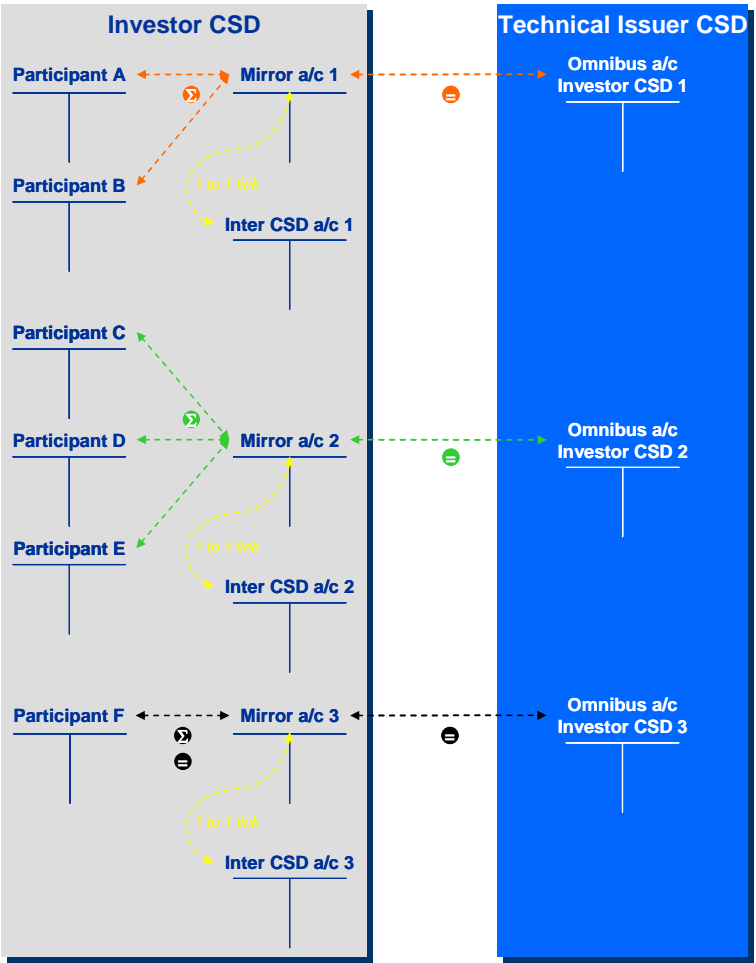 Investor CSD
Technical Issuer CSD
Participant A
Mirror a/c 1
Omnibus a/c
Investor CSD 1
Σ
=
Participant B
1 to 1 link
Inter CSD a/c 1
Participant C
Σ
Participant D
Mirror a/c 2
Omnibus a/c
Investor CSD 2
=
Participant E
1 to 1 link
Inter CSD a/c 2
Participant F
Mirror a/c 3
Omnibus a/c
Investor CSD 3
Σ
=
=
1 to 1 link
Inter CSD a/c 3